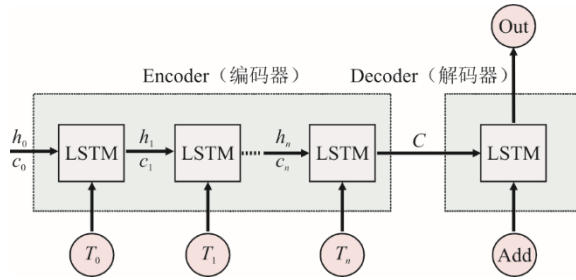 Out
Encoder（编码器） Decoder（解码器）
h₀ h₁ hₙ C
LSTM LSTM LSTM LSTM
c₀ c₁ cₙ
T₀ T₁ Tₙ Add